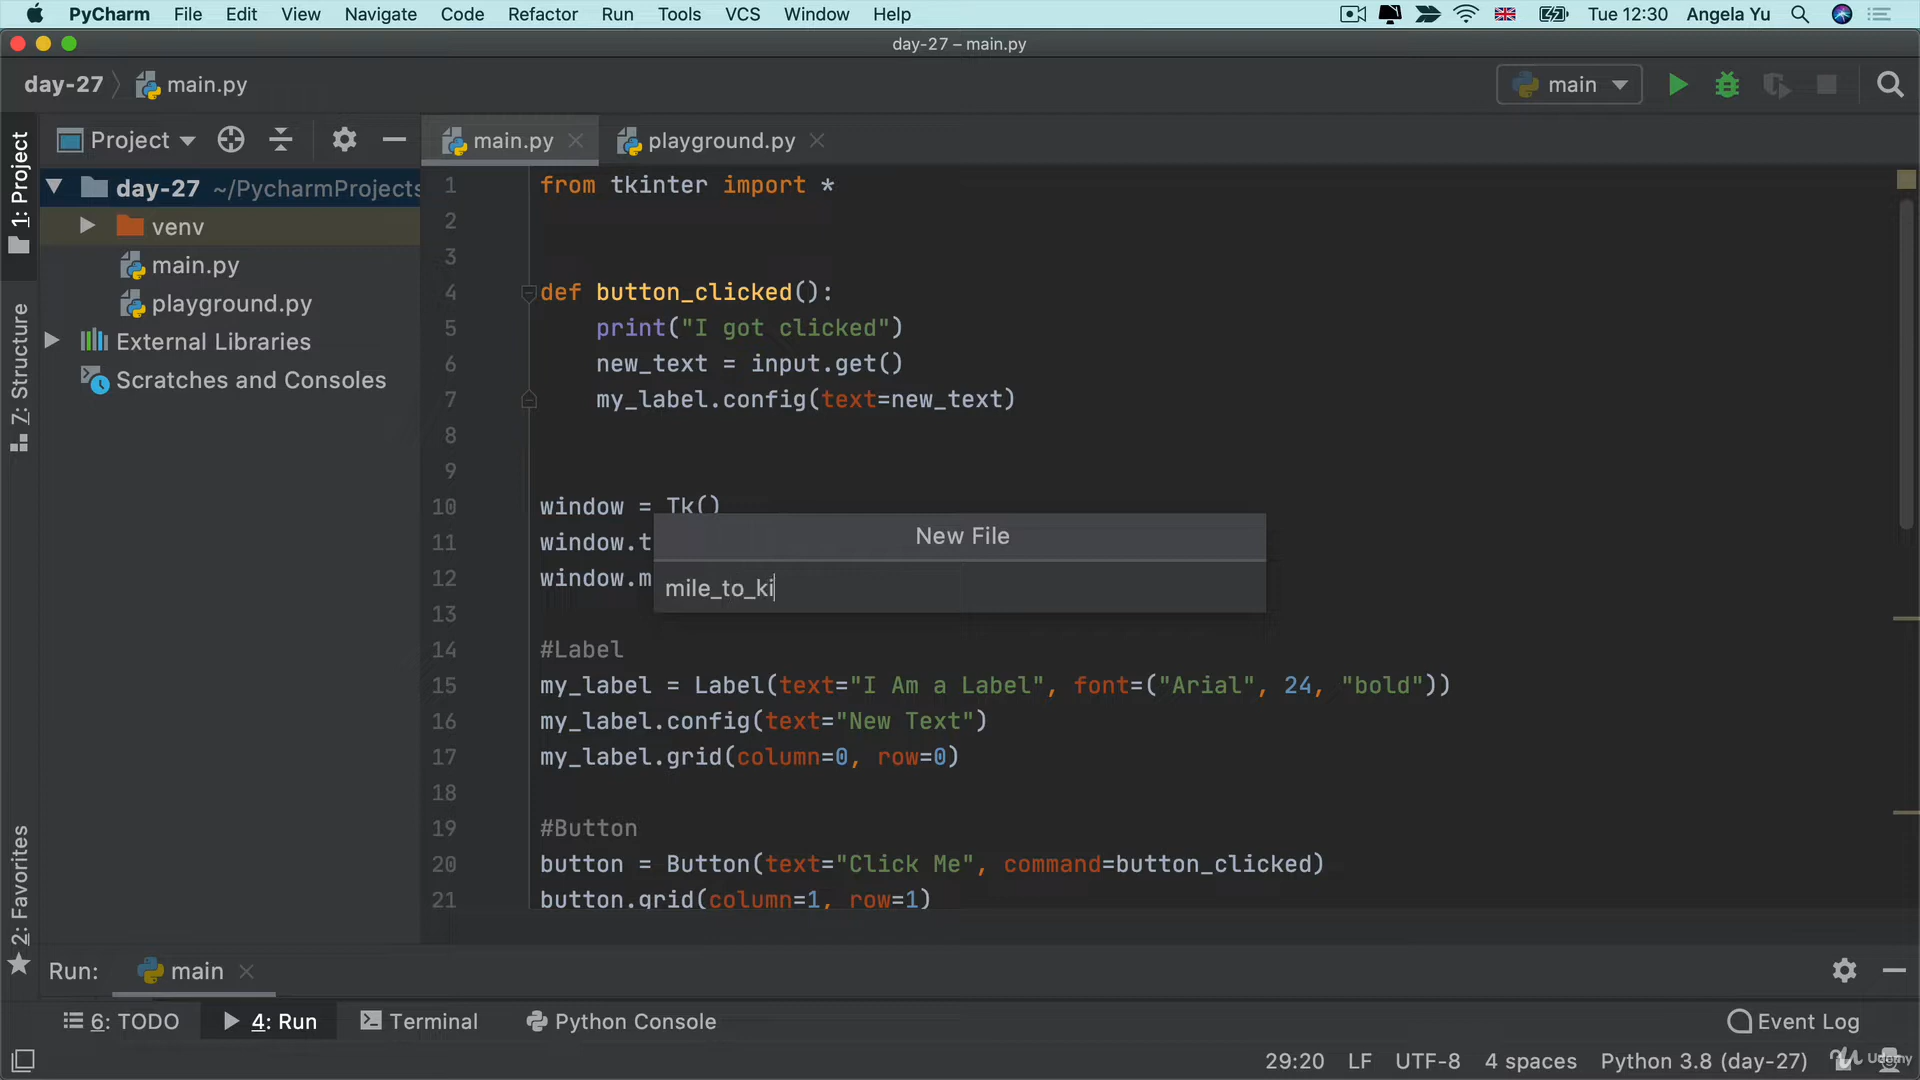 PyCharm File Edit View Navigate Code Refactor Run Tools VCS Window Help Tue 12:30 Angela Yu
day-27 – main.py
day-27 main.py main
Project main.py playground.py
1: Project
7: Structure
2: Favorites
day-27 ~/PycharmProjects
venv
main.py
playground.py
External Libraries
Scratches and Consoles
1 from tkinter import *
2
3
4 def button_clicked():
5 print("I got clicked")
6 new_text = input.get()
7 my_label.config(text=new_text)
8
9
10 window = Tk()
11 window.t
12 window.m
New File
mile_to_ki
13
14 #Label
15 my_label = Label(text="I Am a Label", font=("Arial", 24, "bold"))
16 my_label.config(text="New Text")
17 my_label.grid(column=0, row=0)
18
19 #Button
20 button = Button(text="Click Me", command=button_clicked)
21 button.grid(column=1, row=1)
Run: main
6: TODO 4: Run Terminal Python Console Event Log
29:20 LF UTF-8 4 spaces Python 3.8 (day-27) Udemy